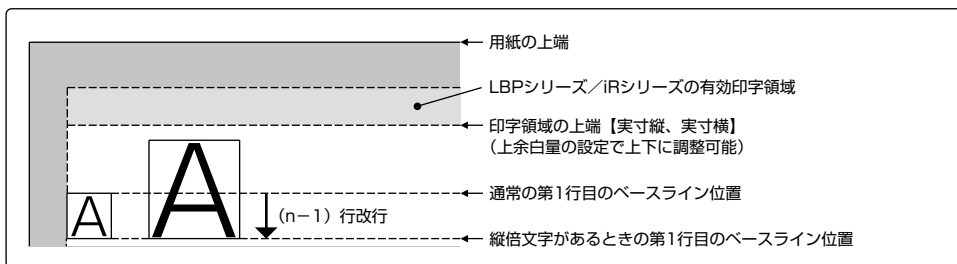 用紙の上端
LBPシリーズ／iRシリーズの有効印字領域
印字領域の上端【実寸縦、実寸横】
（上余白量の設定で上下に調整可能）
通常の第1行目のベースライン位置
A
A
（n－1）行改行
縦倍文字があるときの第1行目のベースライン位置